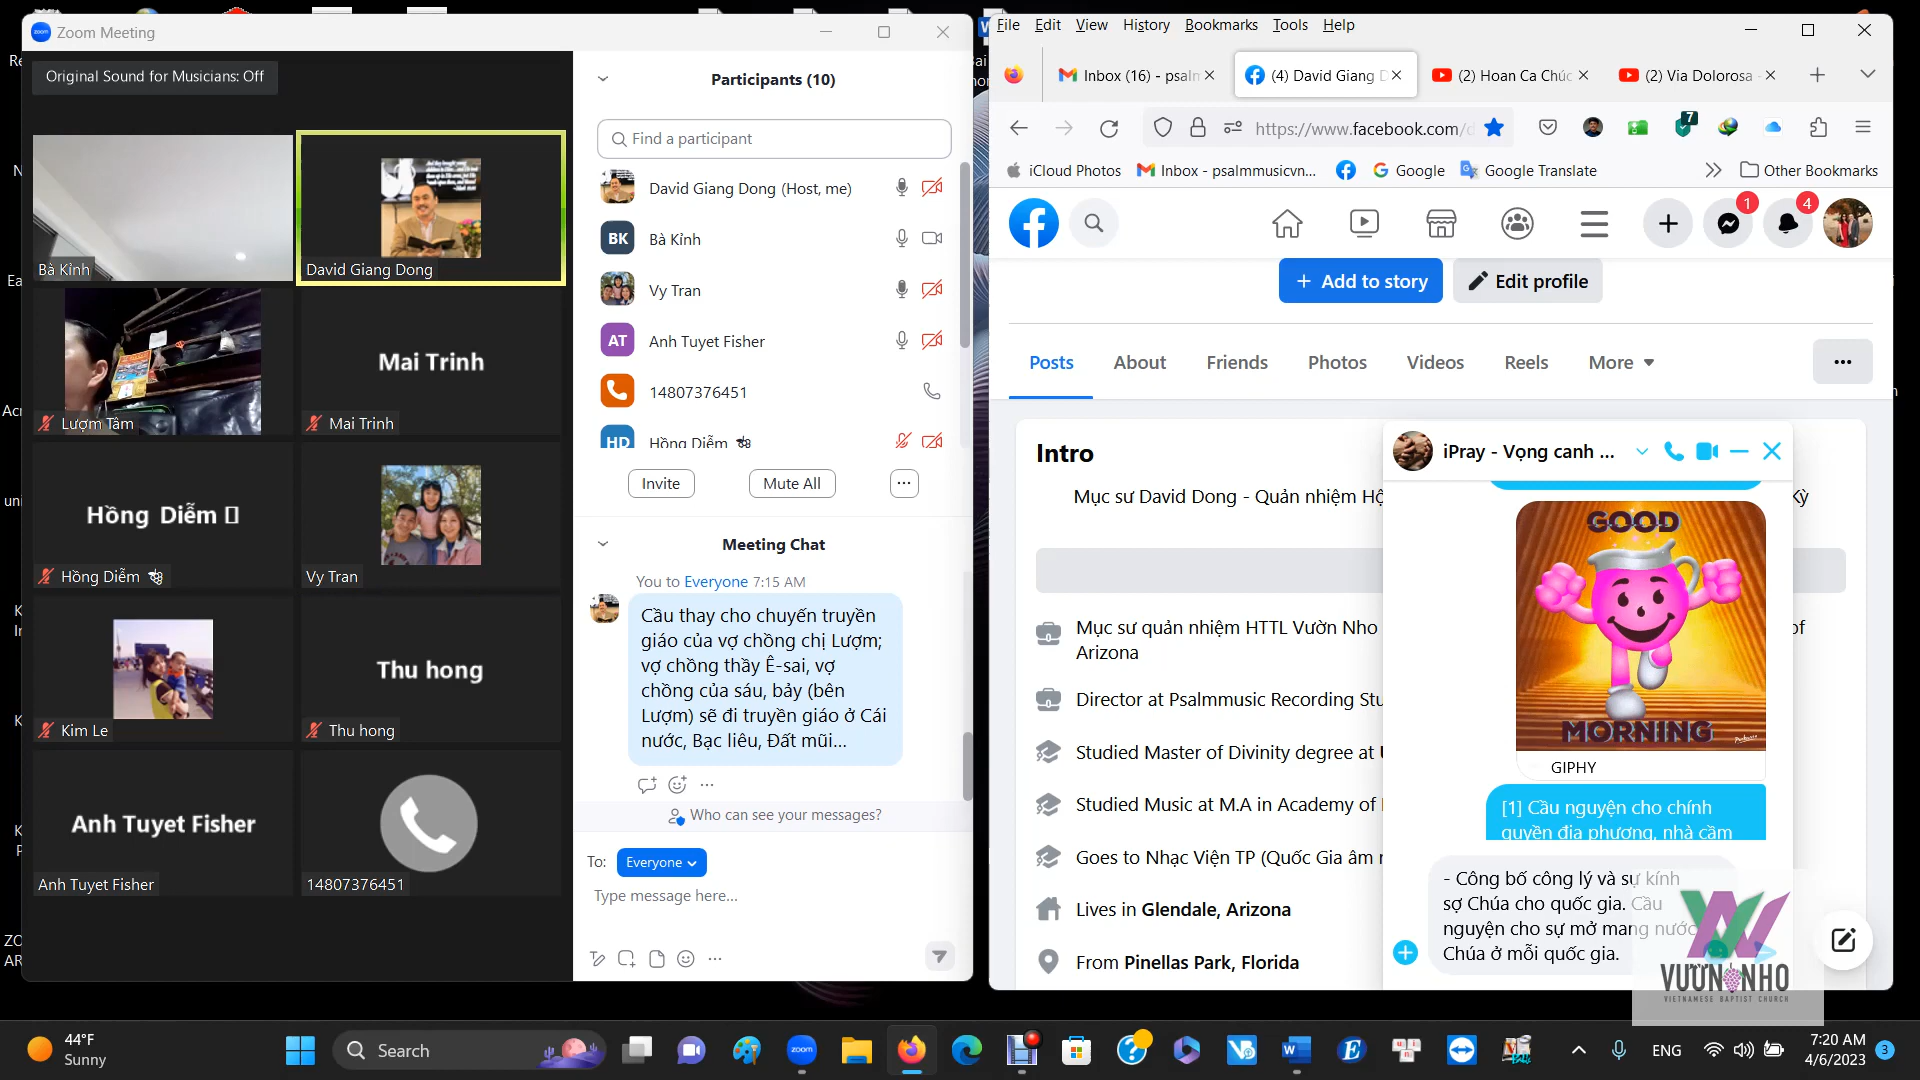 Zoom Meeting
Original Sound for Musicians: Off
Bà Kỉnh
David Giang Dong
Lượm Tâm
Mai Trinh
Mai Trinh
Hồng Diễm
Hồng Diễm
Vy Tran
Kim Le
Thu hong
Thu hong
Anh Tuyet Fisher
Anh Tuyet Fisher
14807376451
Participants (10)
Find a participant
David Giang Dong (Host, me)
BK Bà Kỉnh
Vy Tran
AT Anh Tuyet Fisher
14807376451
HD Hồng Diễm
Invite
Mute All
Meeting Chat
You to Everyone 7:15 AM
Cầu thay cho chuyến truyền
giáo của vợ chồng chị Lượm;
vợ chồng thầy Ê-sai, vợ
chồng của sáu, bảy (bên
Lượm) sẽ đi truyền giáo ở Cái
nước, Bạc liêu, Đất mũi...
Who can see your messages?
To: Everyone
Type message here...
File Edit View History Bookmarks Tools Help
Inbox (16) - psalm
(4) David Giang D
(2) Hoan Ca Chúc
(2) Via Dolorosa -
https://www.facebook.com/d
7
iCloud Photos
Inbox - psalmmusicvn...
Google
Google Translate
Other Bookmarks
1
4
Add to story
Edit profile
Posts About Friends Photos Videos Reels More
Intro
Mục sư David Dong - Quản nhiệm Hộ
Kỳ
Mục sư quản nhiệm HTTL Vườn Nho
of
Arizona
Director at Psalmmusic Recording Stu
Studied Master of Divinity degree at U
Studied Music at M.A in Academy of
Goes to Nhạc Viện TP (Quốc Gia âm n
Lives in Glendale, Arizona
From Pinellas Park, Florida
iPray - Vọng canh ...
GOOD
MORNING
GIPHY
[1] Cầu nguyện cho chính
quyền địa phương, nhà cầm
- Công bố công lý và sự kính
sợ Chúa cho quốc gia. Cầu
nguyện cho sự mở mang nước
Chúa ở mỗi quốc gia.
VƯỜN NHO
VIETNAMESE BAPTIST CHURCH
44°F
Sunny
Search
zoom
ENG
7:20 AM
4/6/2023
3